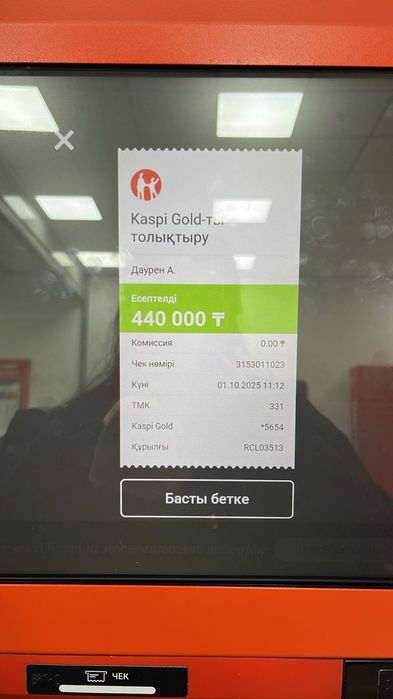 Kaspi Gold-ты
толықтыру
Даурен А.
Есептелді
440 000 ₸
Комиссия 0.00 ₸
Чек нөмірі 3153011023
Күні 01.10.2025 11:12
ТМК 331
Kaspi Gold *5654
Құрылғы RCL03513
Басты бетке
ЧЕК